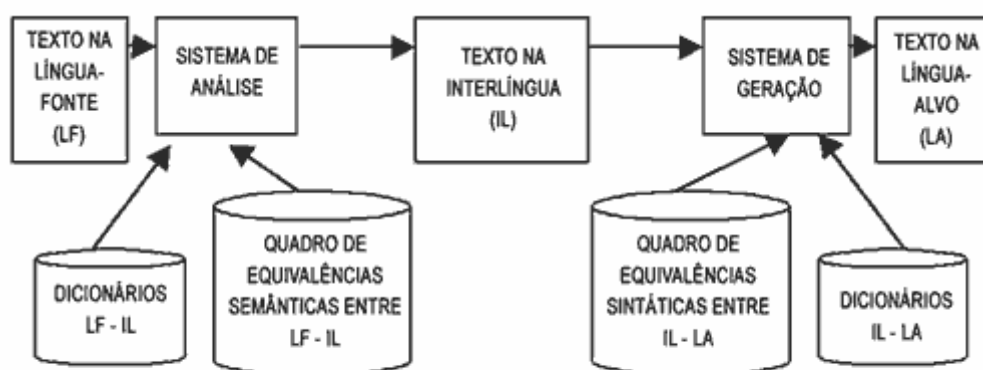 TEXTO NA
LÍNGUA-
FONTE
(LF)
SISTEMA DE
ANÁLISE
TEXTO NA
INTERLÍNGUA
(IL)
SISTEMA DE
GERAÇÃO
TEXTO NA
LÍNGUA-
ALVO
(LA)
DICIONÁRIOS
LF - IL
QUADRO DE
EQUIVALÊNCIAS
SEMÂNTICAS ENTRE
LF - IL
QUADRO DE
EQUIVALÊNCIAS
SINTÁTICAS ENTRE
IL - LA
DICIONÁRIOS
IL - LA